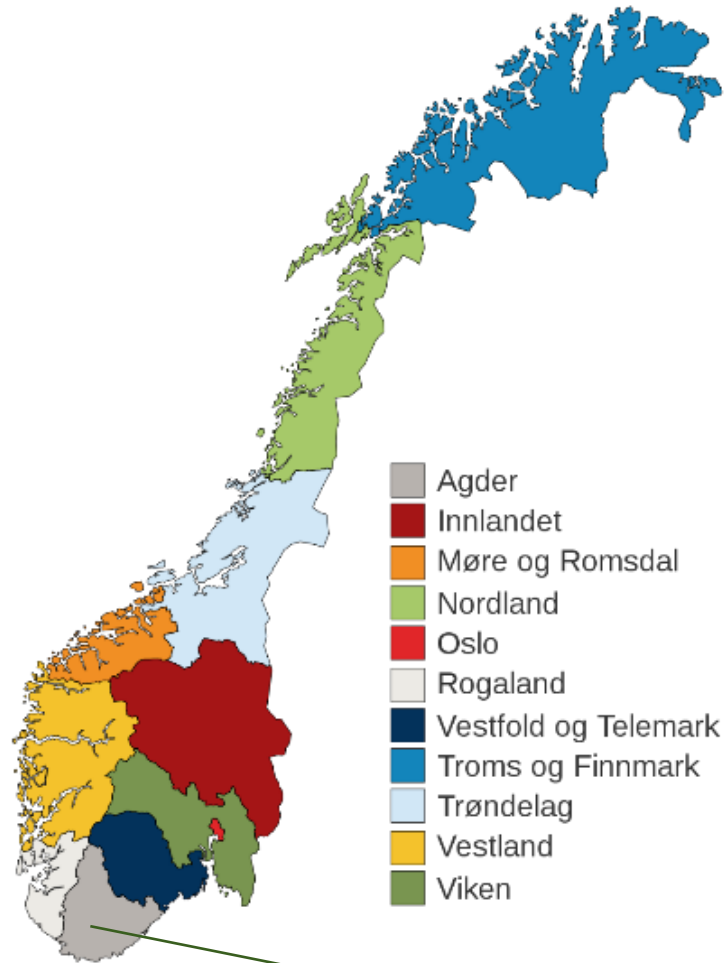 Agder
Innlandet
Møre og Romsdal
Nordland
Oslo
Rogaland
Vestfold og Telemark
Troms og Finnmark
Trøndelag
Vestland
Viken